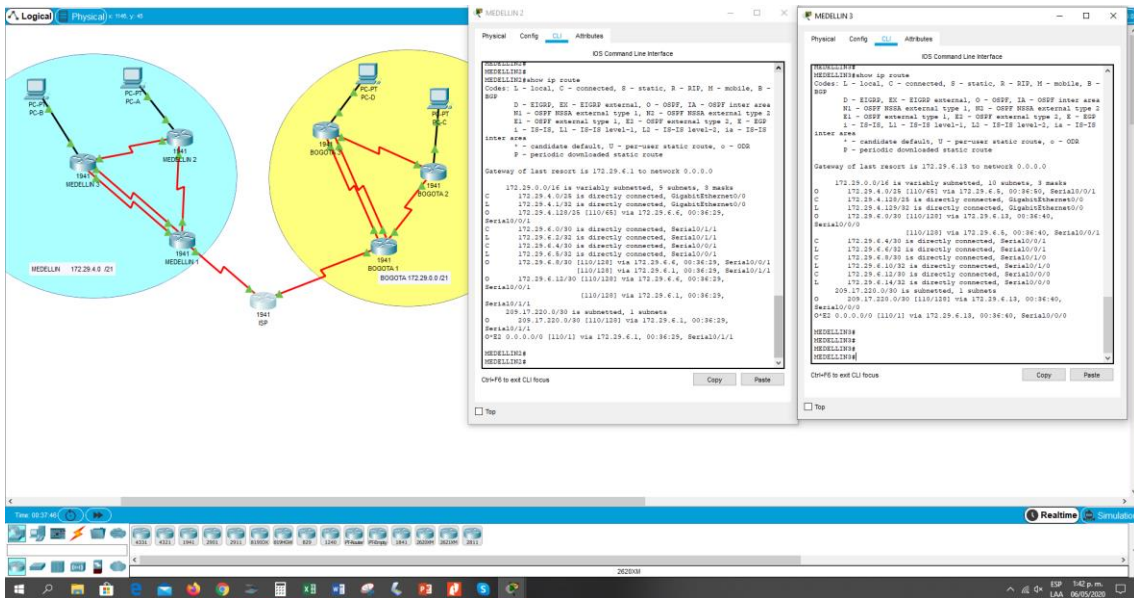 Logical
Physical x: 1146, y: 45
PC-PT
PC-B
PC-PT
PC-A
1941
MEDELLIN 3
MEDELLIN 2
1941
MEDELLIN 1
MEDELLIN 172.29.4.0 /21
1941
ISP
PC-PT
PC-D
1941
1941
BOGOTA 2
1941
BOGOTA 1
BOGOTA 172.29.0.0 /21
MEDELLIN 2
Physical Config CLI Attributes
IOS Command Line Interface
MEDELLIN2#
MEDELLIN2#
MEDELLIN2#show ip route
Codes: L - local, C - connected, S - static, R - RIP, M - mobile, B -
BGP
D - EIGRP, EX - EIGRP external, O - OSPF, IA - OSPF inter area
N1 - OSPF NSSA external type 1, N2 - OSPF NSSA external type 2
E1 - OSPF external type 1, E2 - OSPF external type 2, E - EGP
i - IS-IS, L1 - IS-IS level-1, L2 - IS-IS level-2, ia - IS-IS
inter area
* - candidate default, U - per-user static route, o - ODR
P - periodic downloaded static route
Gateway of last resort is 172.29.6.1 to network 0.0.0.0
172.29.0.0/16 is variably subnetted, 9 subnets, 3 masks
C 172.29.4.0/25 is directly connected, GigabitEthernet0/0
L 172.29.4.1/32 is directly connected, GigabitEthernet0/0
O 172.29.4.128/25 [110/65] via 172.29.6.6, 00:36:29,
Serial0/0/1
C 172.29.6.0/30 is directly connected, Serial0/1/1
L 172.29.6.2/32 is directly connected, Serial0/1/1
C 172.29.6.4/30 is directly connected, Serial0/0/1
L 172.29.6.5/32 is directly connected, Serial0/0/1
O 172.29.6.8/30 [110/128] via 172.29.6.6, 00:36:29, Serial0/0/1
[110/128] via 172.29.6.1, 00:36:29, Serial0/1/1
O 172.29.6.12/30 [110/128] via 172.29.6.6, 00:36:29,
Serial0/0/1
[110/128] via 172.29.6.1, 00:36:29,
Serial0/1/1
209.17.220.0/30 is subnetted, 1 subnets
O 209.17.220.0/30 [110/128] via 172.29.6.1, 00:36:29,
Serial0/1/1
O*E2 0.0.0.0/0 [110/1] via 172.29.6.1, 00:36:29, Serial0/1/1
MEDELLIN2#
MEDELLIN2#
Ctrl+F6 to exit CLI focus
Copy Paste
Top
MEDELLIN 3
Physical Config CLI Attributes
IOS Command Line Interface
MEDELLIN3#
MEDELLIN3#show ip route
Codes: L - local, C - connected, S - static, R - RIP, M - mobile, B -
BGP
D - EIGRP, EX - EIGRP external, O - OSPF, IA - OSPF inter area
N1 - OSPF NSSA external type 1, N2 - OSPF NSSA external type 2
E1 - OSPF external type 1, E2 - OSPF external type 2, E - EGP
i - IS-IS, L1 - IS-IS level-1, L2 - IS-IS level-2, ia - IS-IS
inter area
* - candidate default, U - per-user static route, o - ODR
P - periodic downloaded static route
Gateway of last resort is 172.29.6.13 to network 0.0.0.0
172.29.0.0/16 is variably subnetted, 10 subnets, 3 masks
O 172.29.4.0/25 [110/65] via 172.29.6.5, 00:36:50, Serial0/0/1
C 172.29.4.128/25 is directly connected, GigabitEthernet0/0
L 172.29.4.129/32 is directly connected, GigabitEthernet0/0
O 172.29.6.0/30 [110/128] via 172.29.6.13, 00:36:40,
Serial0/0/0
[110/128] via 172.29.6.5, 00:36:40, Serial0/0/1
C 172.29.6.4/30 is directly connected, Serial0/0/1
L 172.29.6.6/32 is directly connected, Serial0/0/1
C 172.29.6.8/30 is directly connected, Serial0/1/0
L 172.29.6.10/32 is directly connected, Serial0/1/0
C 172.29.6.12/30 is directly connected, Serial0/0/0
L 172.29.6.14/32 is directly connected, Serial0/0/0
209.17.220.0/30 is subnetted, 1 subnets
O 209.17.220.0/30 [110/128] via 172.29.6.13, 00:36:40,
Serial0/0/0
O*E2 0.0.0.0/0 [110/1] via 172.29.6.13, 00:36:40, Serial0/0/0
MEDELLIN3#
MEDELLIN3#
MEDELLIN3#
MEDELLIN3#
Ctrl+F6 to exit CLI focus
Copy Paste
Top
Time: 00:37:46
Realtime Simulation
4331 4321 1941 2901 2911 819IOX 819HGW 829 1240 PT-Router PT-Empty 1841 2620XM 2621XM 2811
2620XM
ESP 1:42 p. m.
LAA 06/05/2020